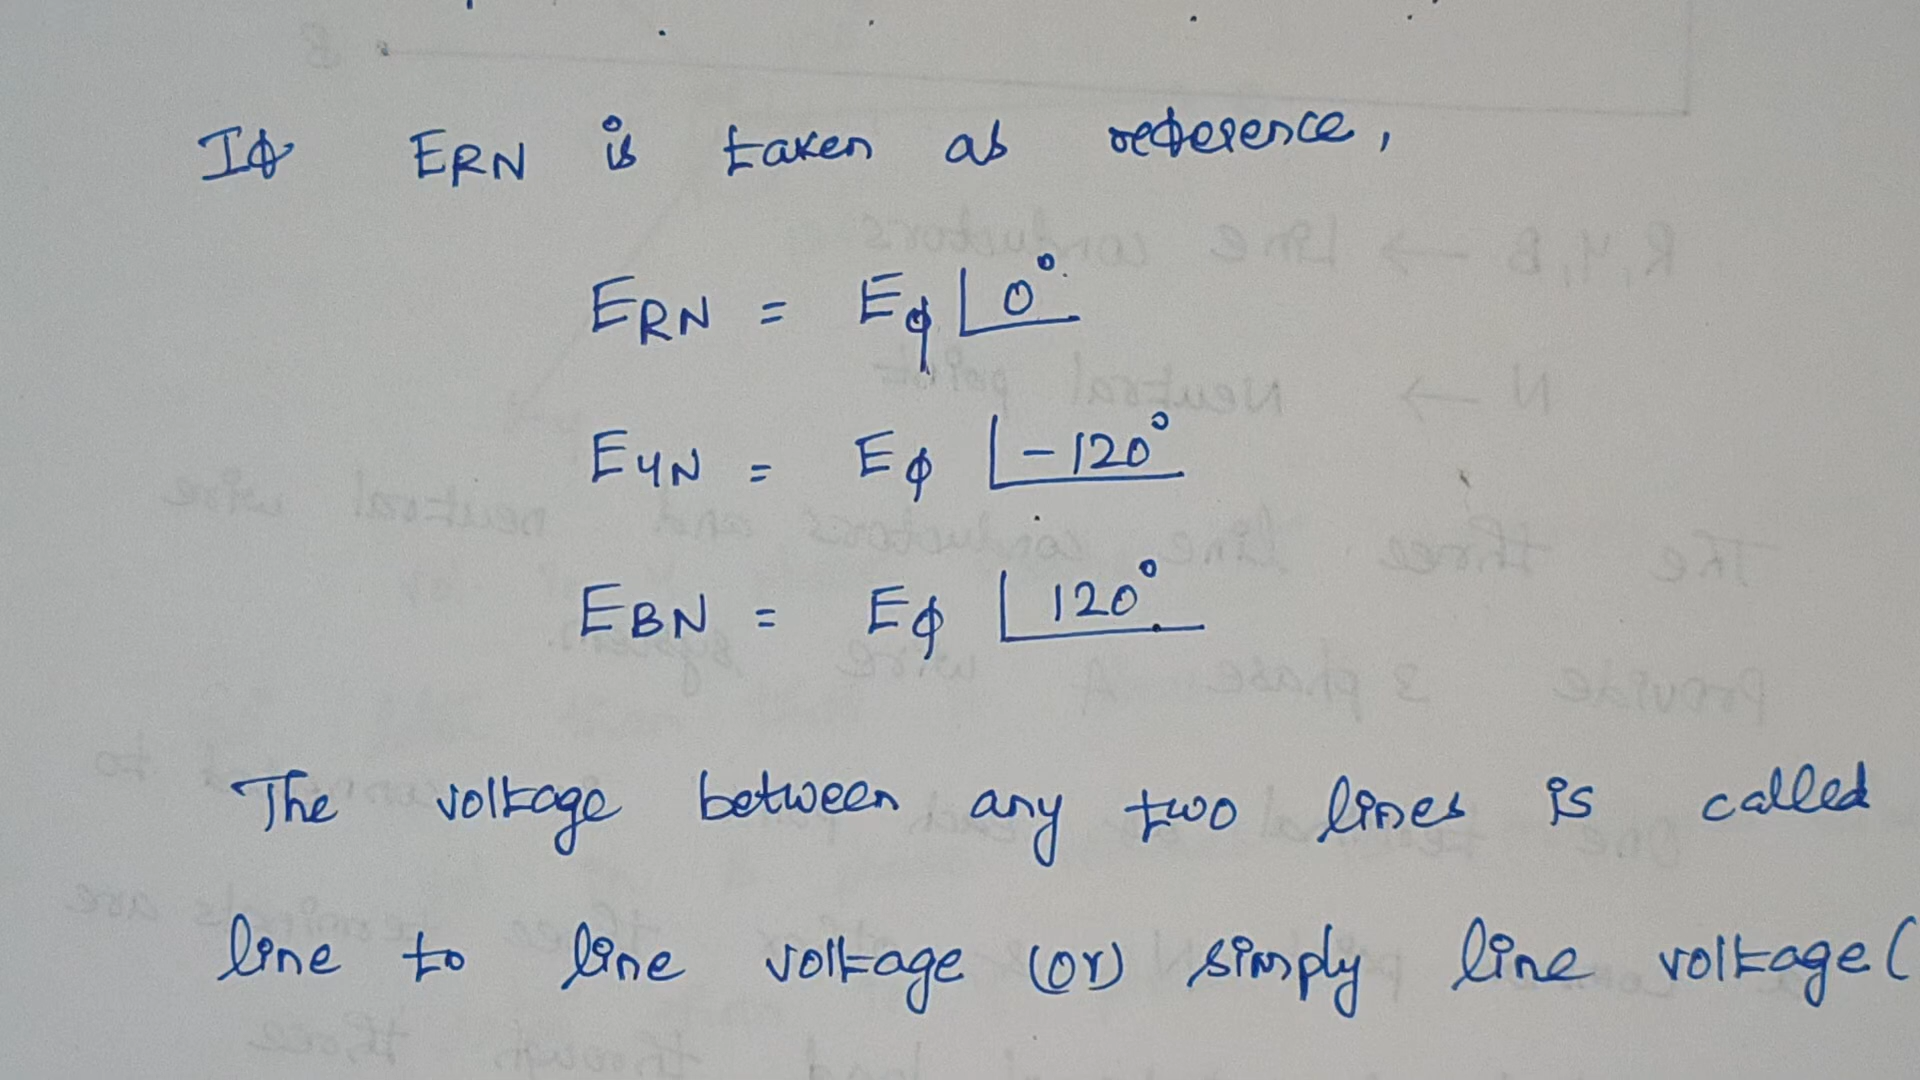 If ERN is taken as reference,
ERN = Eϕ ∠0°
EYN = Eϕ ∠-120°
EBN = Eϕ ∠120°
The voltage between any two lines is called
line to line voltage (or) simply line voltage (